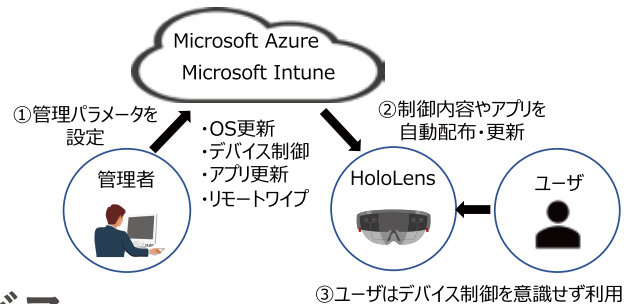 Microsoft Azure
Microsoft Intune
①管理パラメータを
設定
・OS更新
・デバイス制御
・アプリ更新
・リモートワイプ
②制御内容やアプリを
自動配布・更新
管理者
HoloLens
ユーザ
③ユーザはデバイス制御を意識せず利用